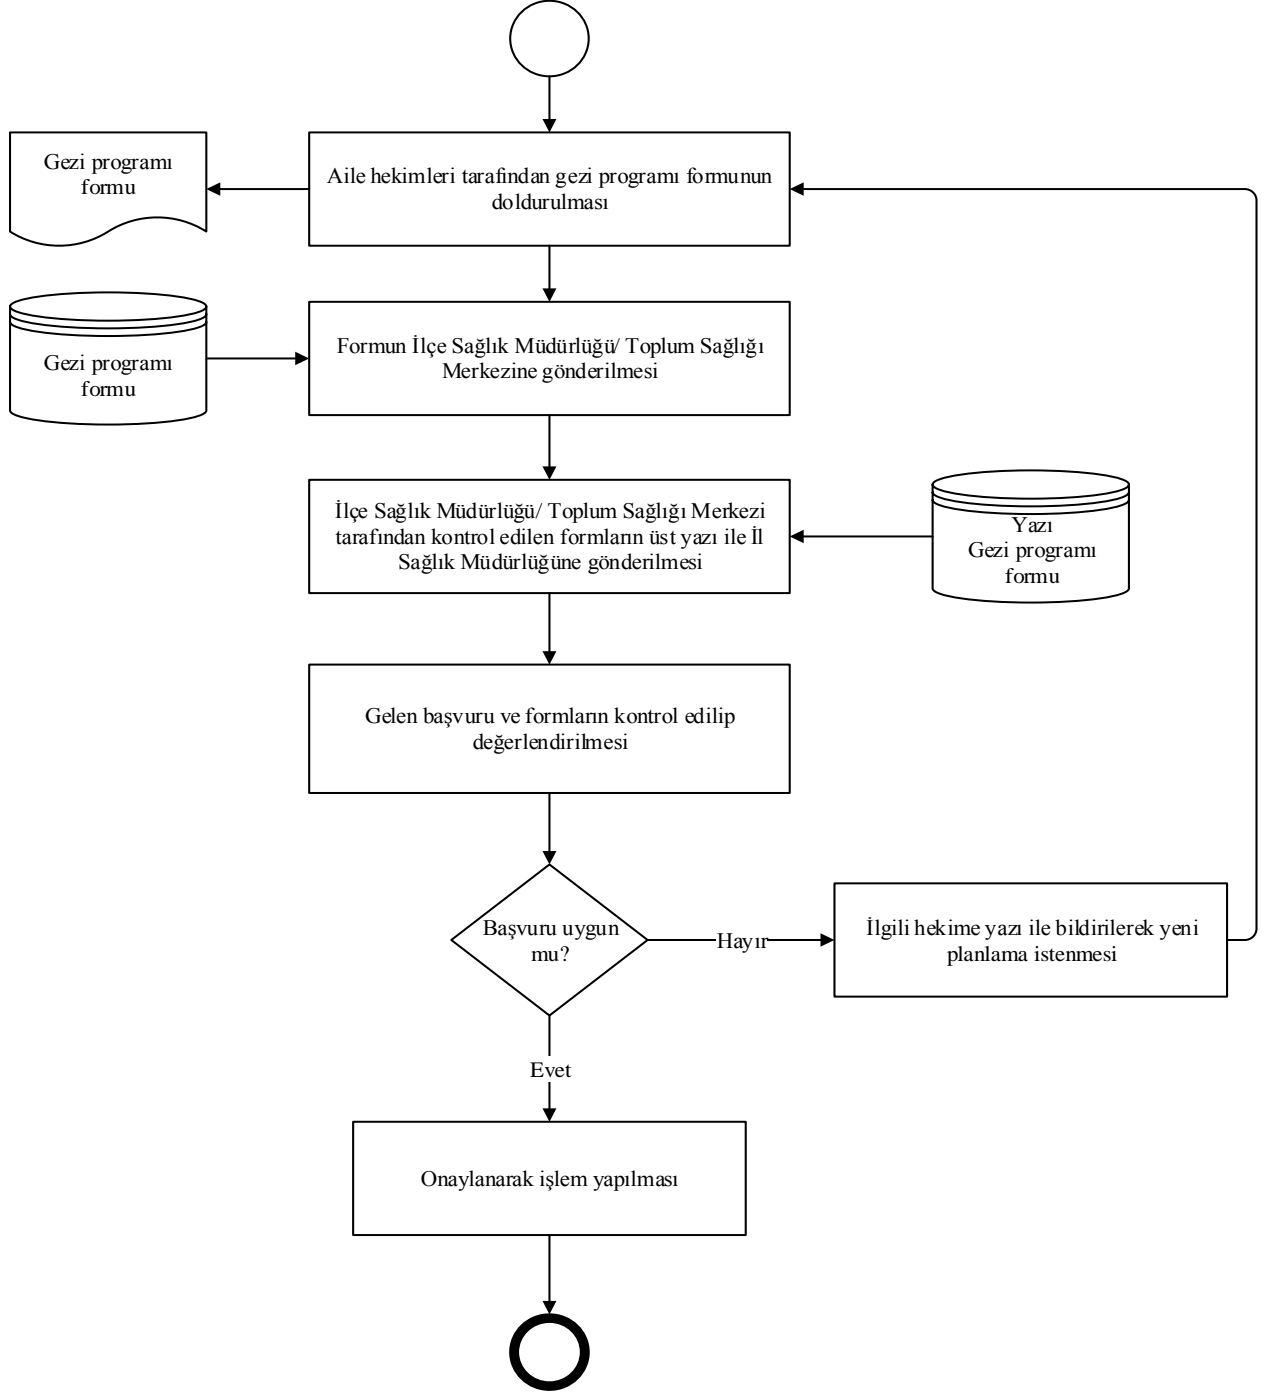 Gezi programı
formu
Aile hekimleri tarafından gezi programı formunun
doldurulması
Gezi programı
formu
Formun İlçe Sağlık Müdürlüğü/ Toplum Sağlığı
Merkezine gönderilmesi
İlçe Sağlık Müdürlüğü/ Toplum Sağlığı Merkezi
tarafından kontrol edilen formların üst yazı ile İl
Sağlık Müdürlüğüne gönderilmesi
Yazı
Gezi programı
formu
Gelen başvuru ve formların kontrol edilip
değerlendirilmesi
Başvuru uygun
mu?
Hayır
İlgili hekime yazı ile bildirilerek yeni
planlama istenmesi
Evet
Onaylanarak işlem yapılması